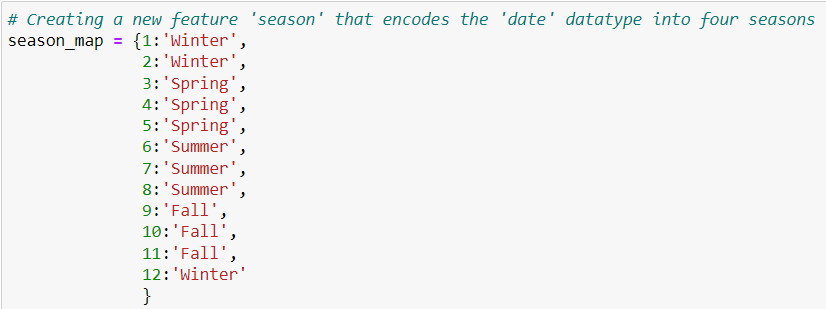 # Creating a new feature 'season' that encodes the 'date' datatype into four seasons
season_map = {1:'Winter',
2:'Winter',
3:'Spring',
4:'Spring',
5:'Spring',
6:'Summer',
7:'Summer',
8:'Summer',
9:'Fall',
10:'Fall',
11:'Fall',
12:'Winter'
}